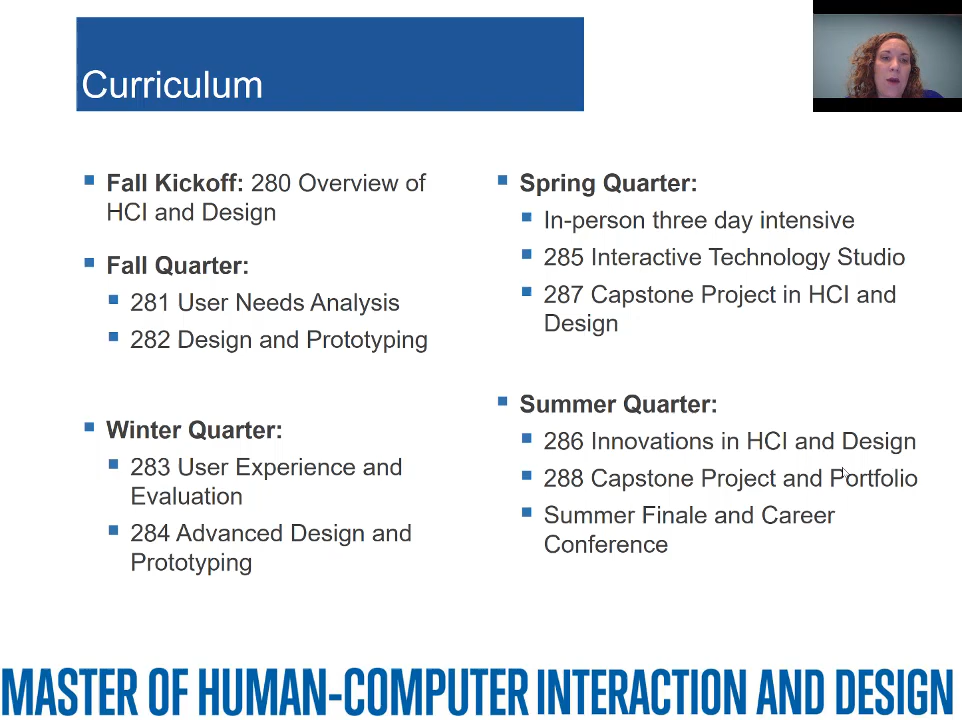 Curriculum
Fall Kickoff: 280 Overview of
HCI and Design
Fall Quarter:
281 User Needs Analysis
282 Design and Prototyping
Winter Quarter:
283 User Experience and
Evaluation
284 Advanced Design and
Prototyping
Spring Quarter:
In-person three day intensive
285 Interactive Technology Studio
287 Capstone Project in HCI and
Design
Summer Quarter:
286 Innovations in HCI and Design
288 Capstone Project and Portfolio
Summer Finale and Career
Conference
MASTER OF HUMAN-COMPUTER INTERACTION AND DESIGN